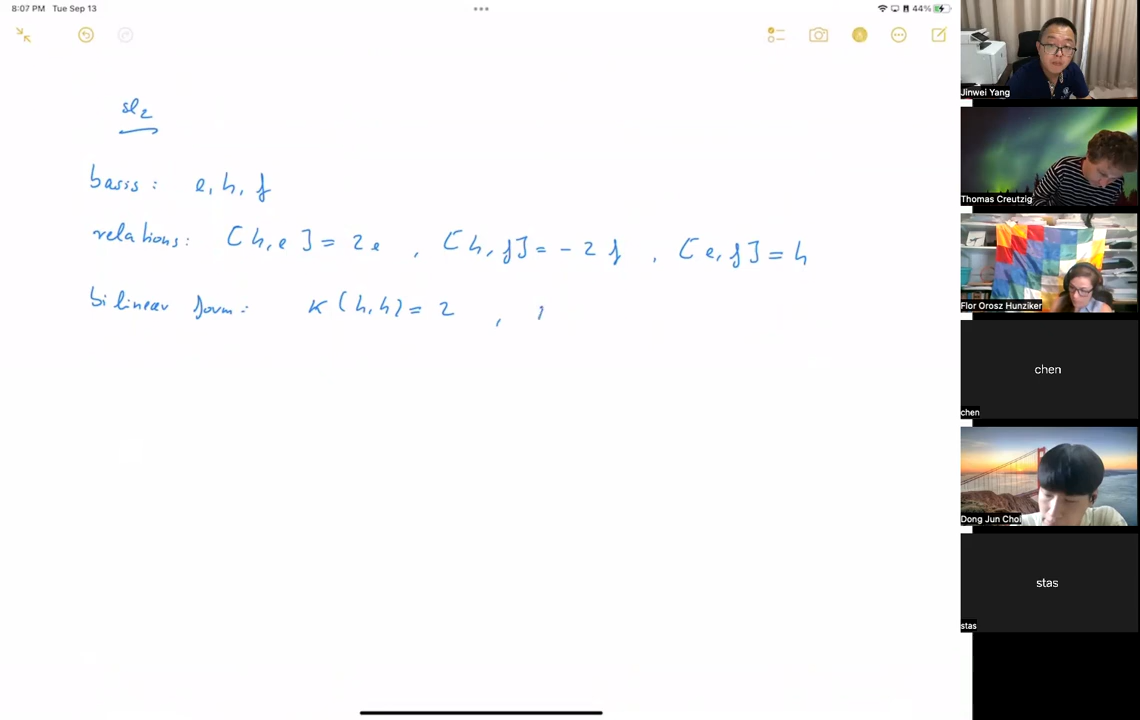 8:07 PM Tue Sep 13
44%
sl₂
basis: e, h, f
relations: [h,e] = 2e , [h,f] = -2f , [e,f] = h
bilinear form: κ(h,h) = 2 ,
Jinwei Yang
Thomas Creutzig
Flor Orosz Hunziker
chen
chen
Dong Jun Choi
stas
stas